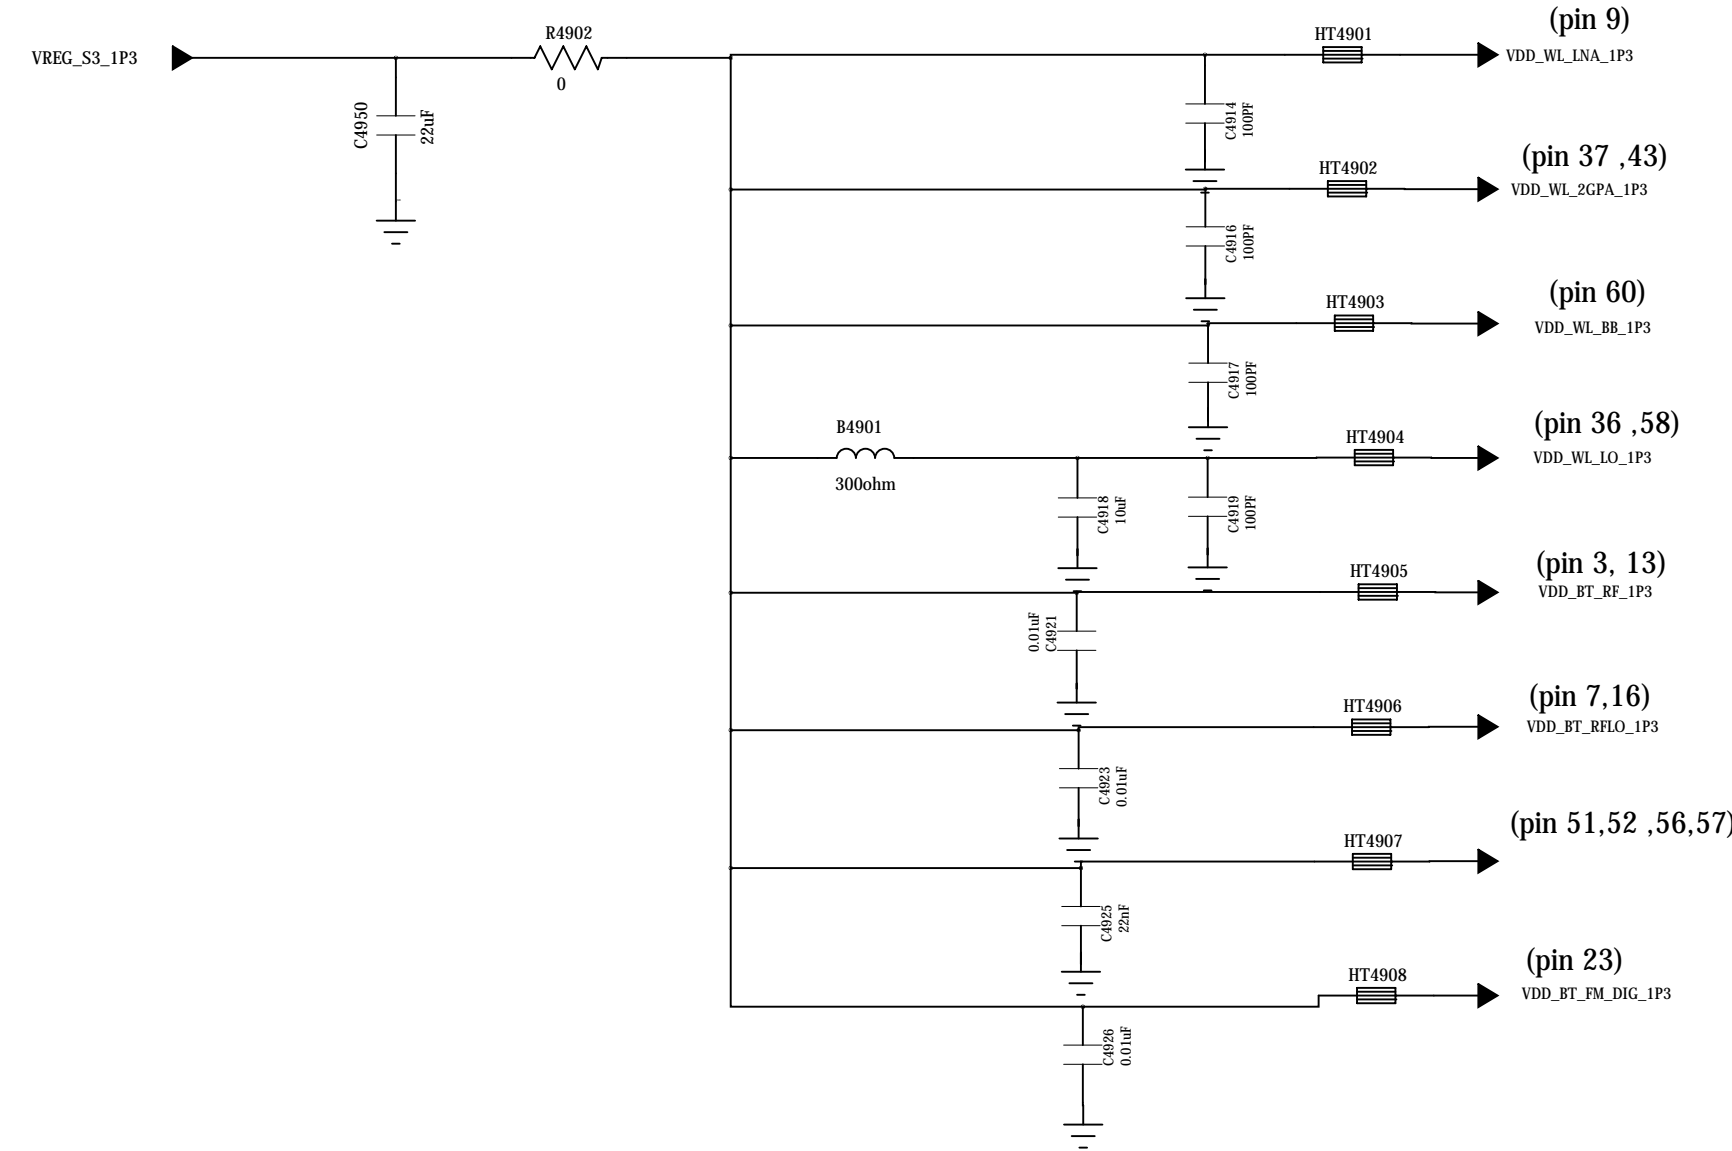 (pin 9)
R4902
HT4901
VREG_S3_1P3
VDD_WL_LNA_1P3
0
C4950
22uF
C4914
100PF
(pin 37 ,43)
HT4902
VDD_WL_2GPA_1P3
C4916
100PF
(pin 60)
HT4903
VDD_WL_BB_1P3
C4917
100PF
(pin 36 ,58)
B4901
HT4904
VDD_WL_LO_1P3
300ohm
C4918
10uF
C4919
100PF
(pin 3, 13)
HT4905
VDD_BT_RF_1P3
0.01uF
C4921
(pin 7,16)
HT4906
VDD_BT_RFLO_1P3
C4923
0.01uF
(pin 51,52 ,56,57)
HT4907
C4925
22nF
(pin 23)
HT4908
VDD_BT_FM_DIG_1P3
C4926
0.01uF